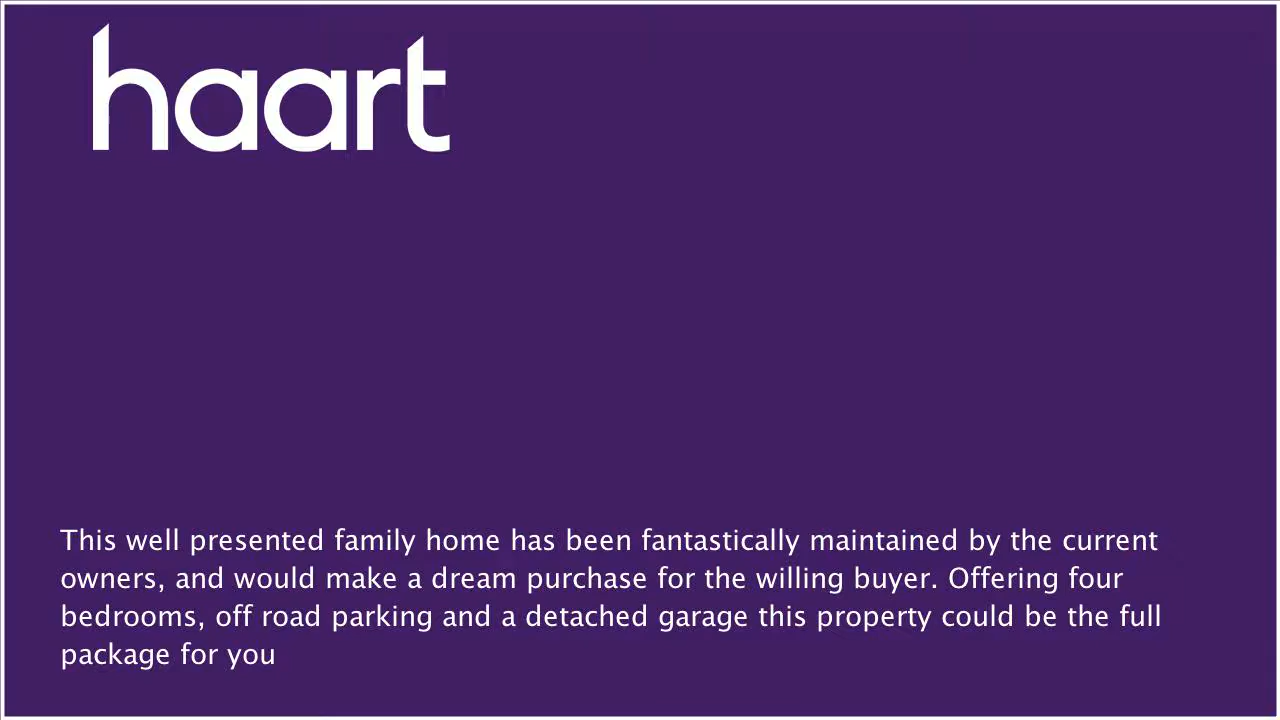 haart
This well presented family home has been fantastically maintained by the current
owners, and would make a dream purchase for the willing buyer. Offering four
bedrooms, off road parking and a detached garage this property could be the full
package for you